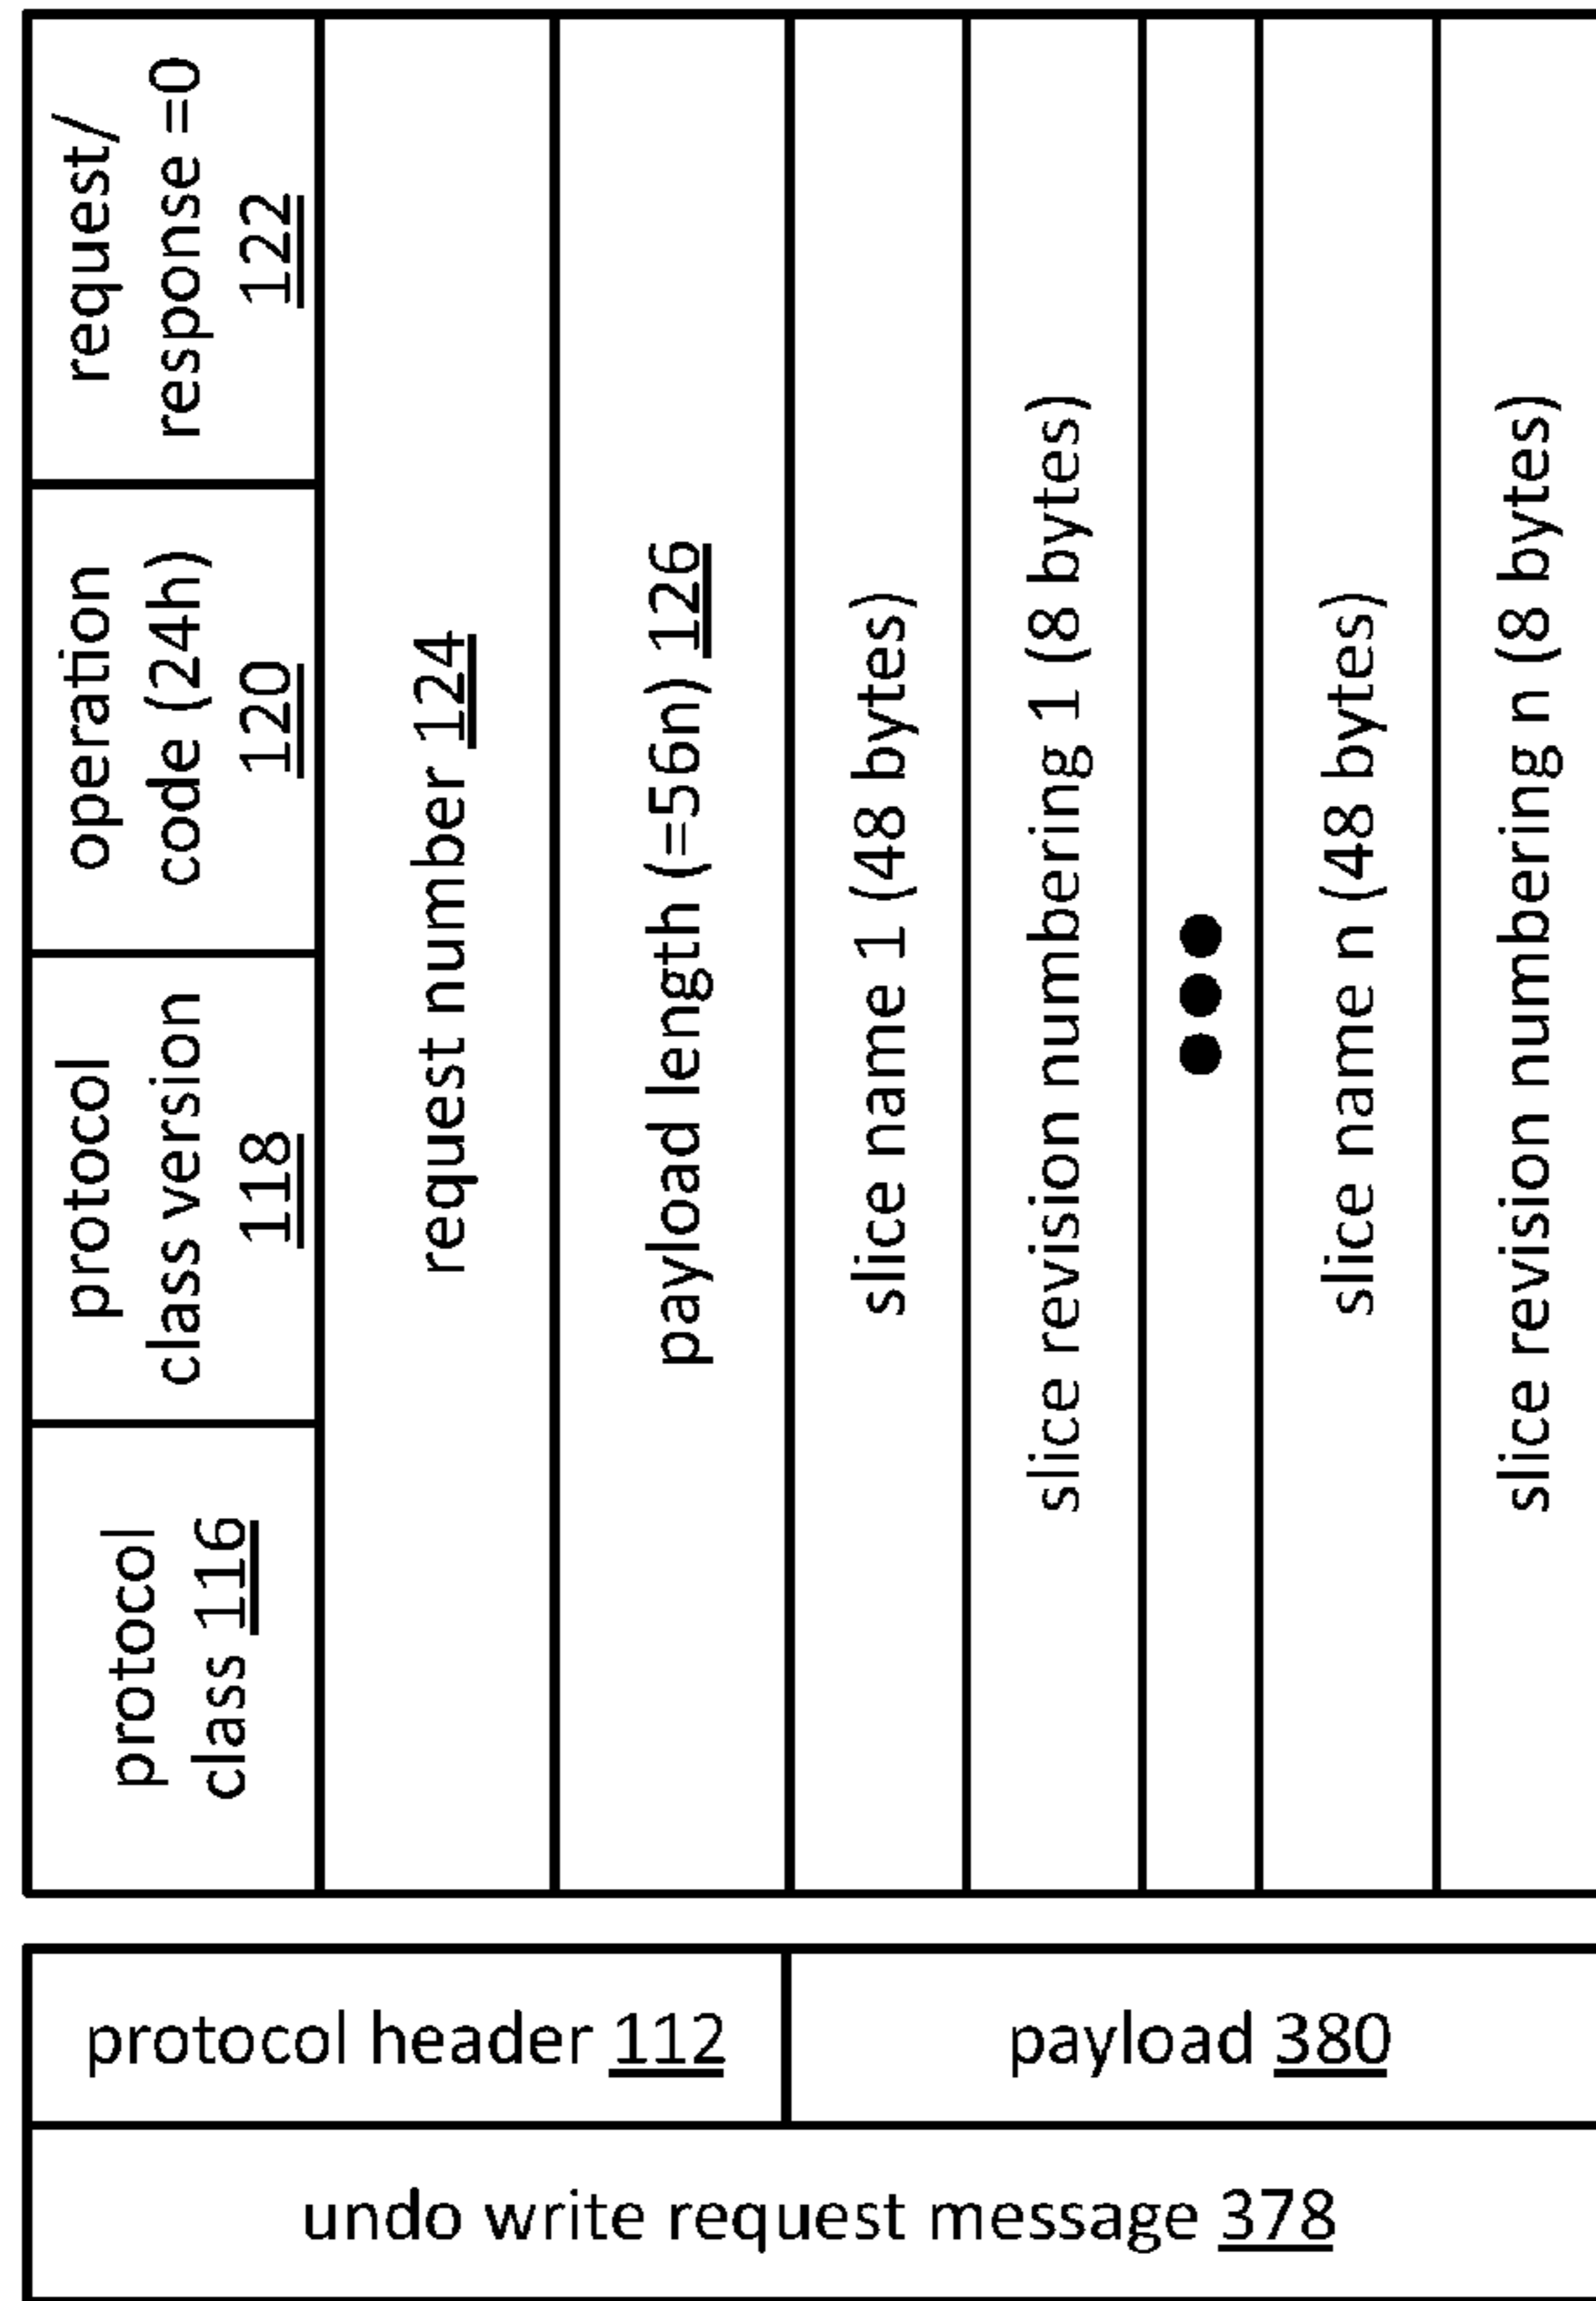 protocol
class 116
protocol
class version
118
operation
code (24h)
120
request/
response =0
122
request number 124
payload length (=56n) 126
slice name 1 (48 bytes)
slice revision numbering 1 (8 bytes)
slice name n (48 bytes)
slice revision numbering n (8 bytes)
protocol header 112
payload 380
undo write request message 378